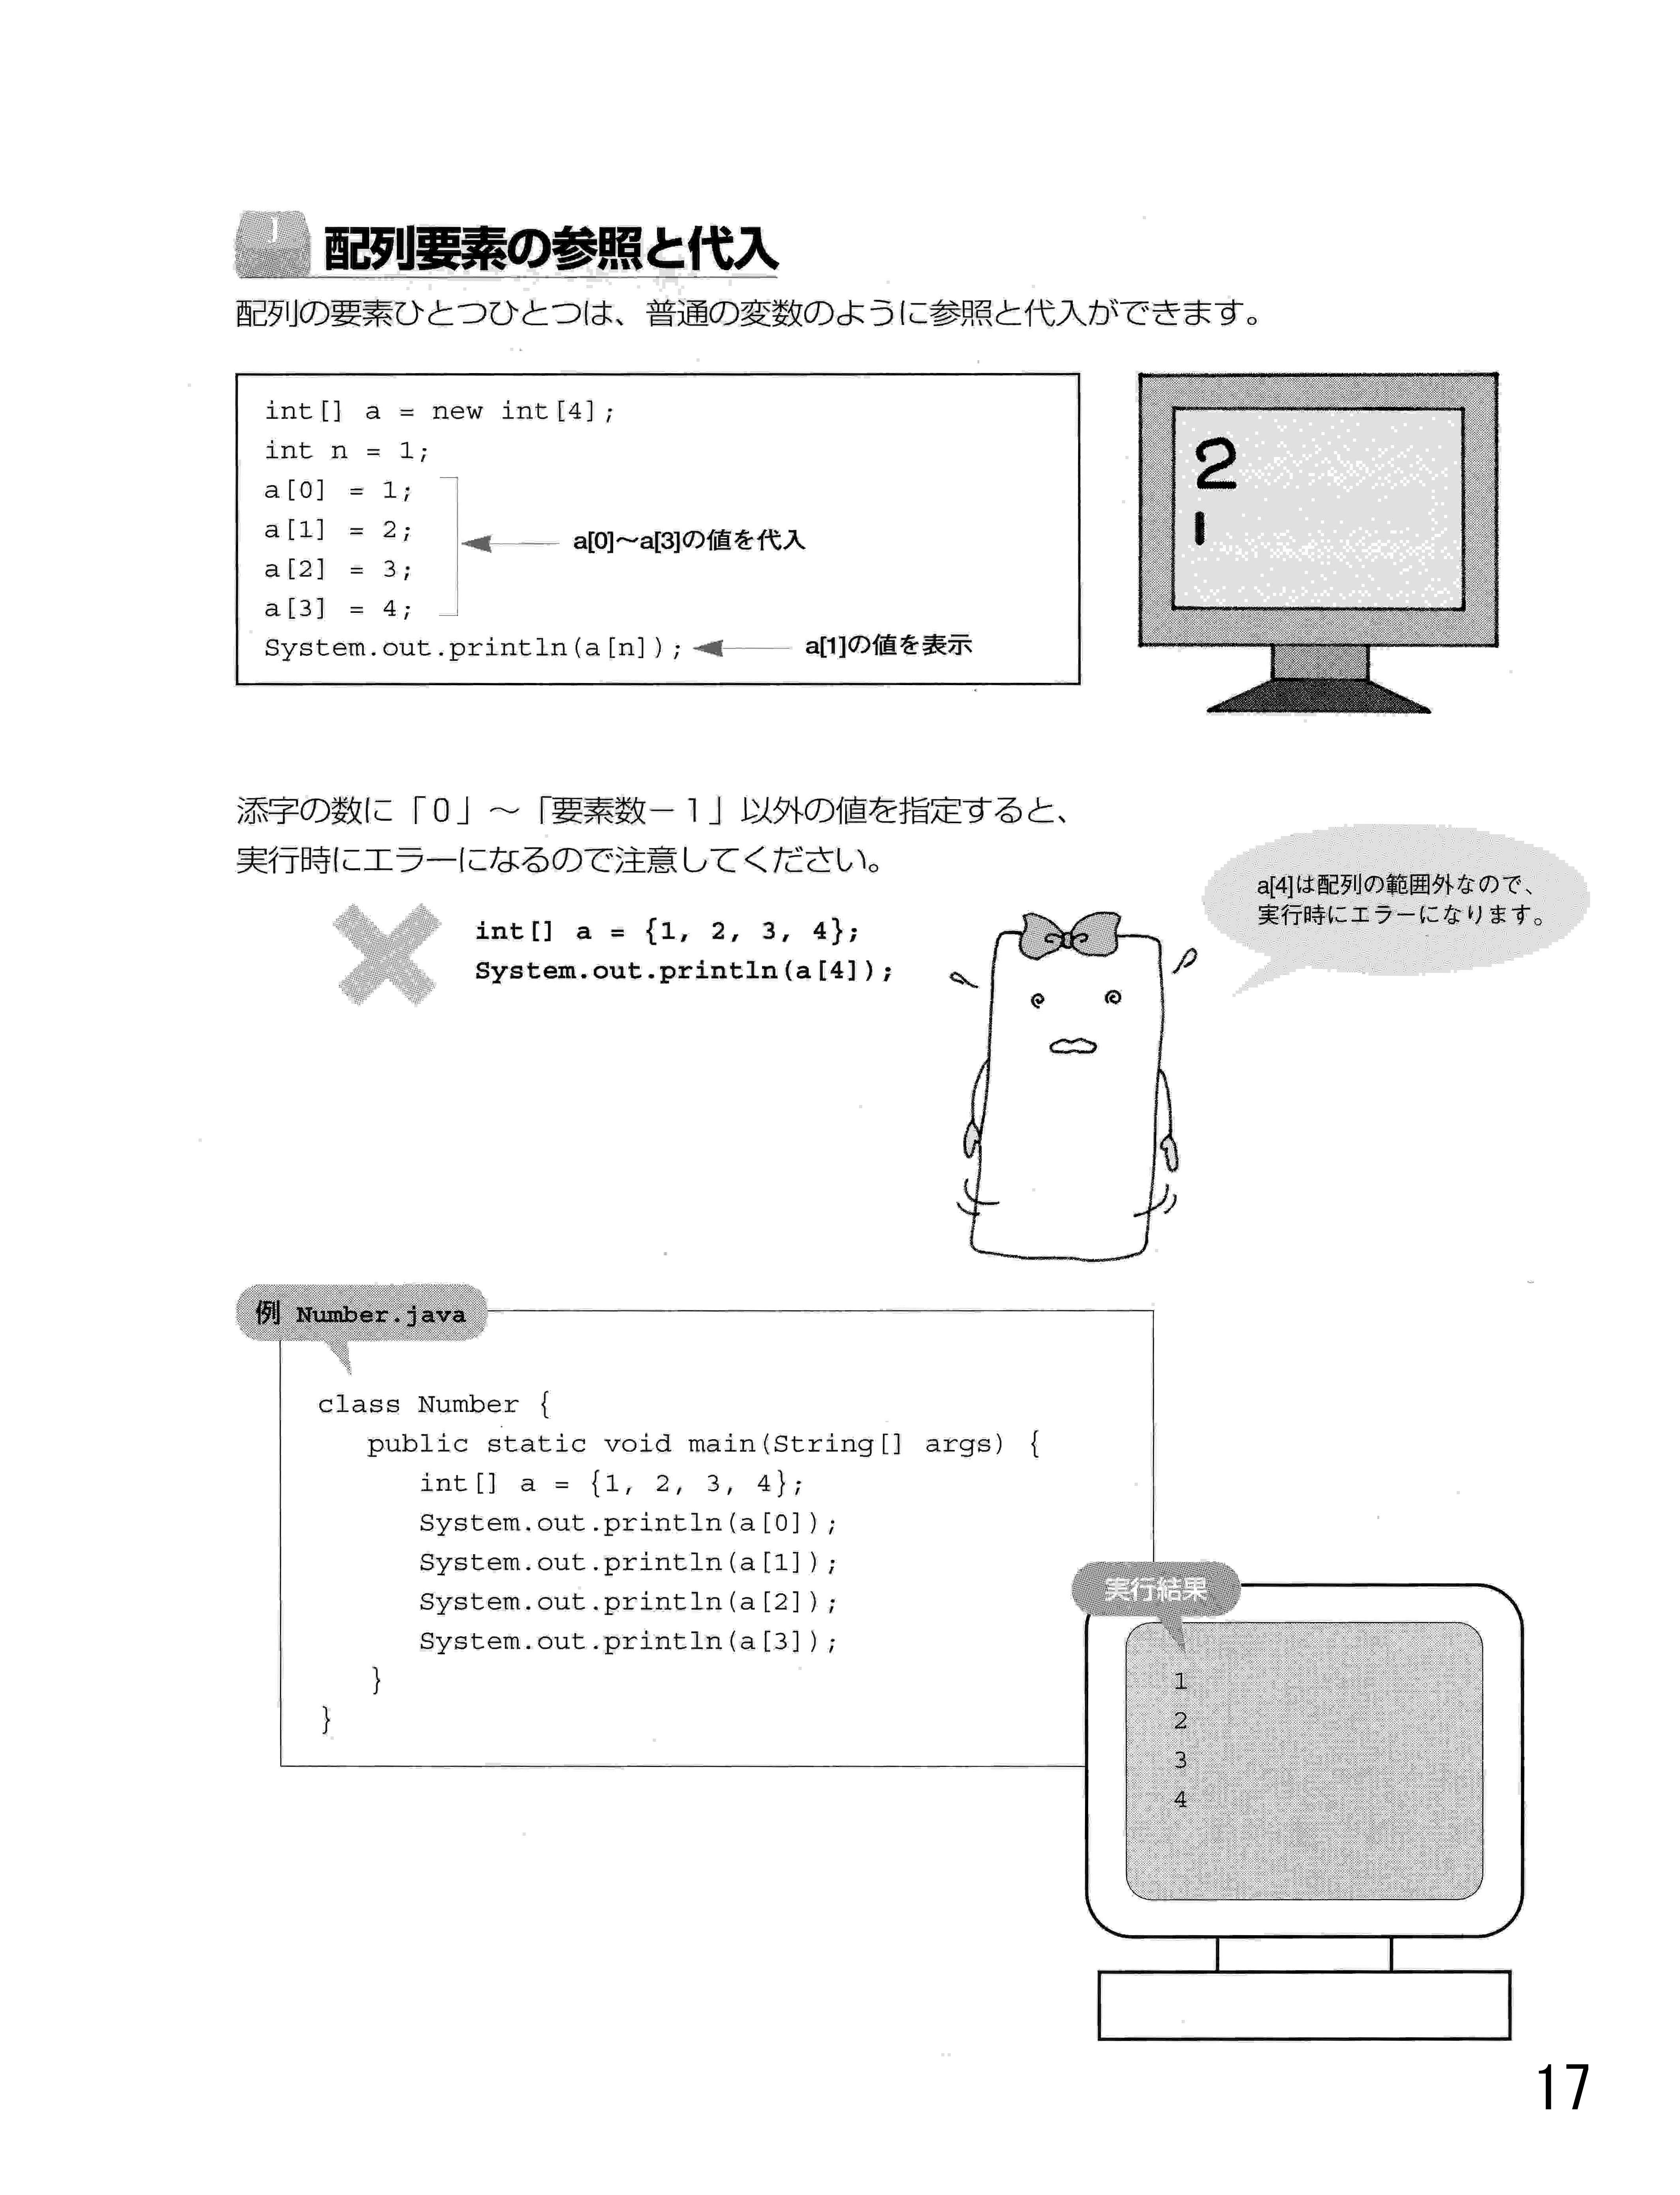 J
配列要素の参照と代入
配列の要素ひとつひとつは、普通の変数のように参照と代入ができます。
int[] a = new int[4];
int n = 1;
a[0] = 1;
a[1] = 2;
a[2] = 3;
a[3] = 4;
a[0]～a[3]の値を代入
System.out.println(a[n]);
a[1]の値を表示
2
添字の数に「0」～「要素数－1」以外の値を指定すると、
実行時にエラーになるので注意してください。
int[] a = {1, 2, 3, 4};
System.out.println(a[4]);
a[4]は配列の範囲外なので、
実行時にエラーになります。
例 Number.java
class Number {
public static void main(String[] args) {
int[] a = {1, 2, 3, 4};
System.out.println(a[0]);
System.out.println(a[1]);
System.out.println(a[2]);
System.out.println(a[3]);
}
}
実行結果
1
2
3
4
17